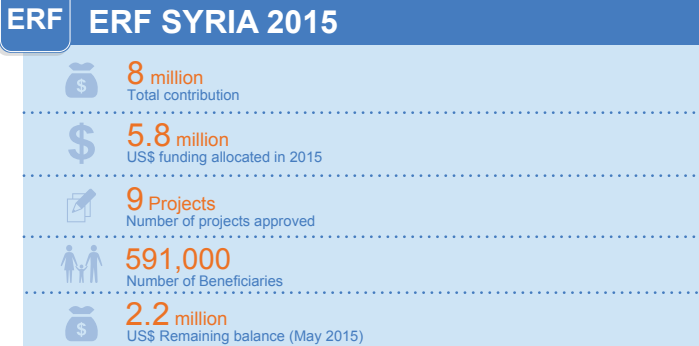 ERF ERF SYRIA 2015
$
8 million
Total contribution
$
5.8 million
US$ funding allocated in 2015
9 Projects
Number of projects approved
591,000
Number of Beneficiaries
$
2.2 million
US$ Remaining balance (May 2015)